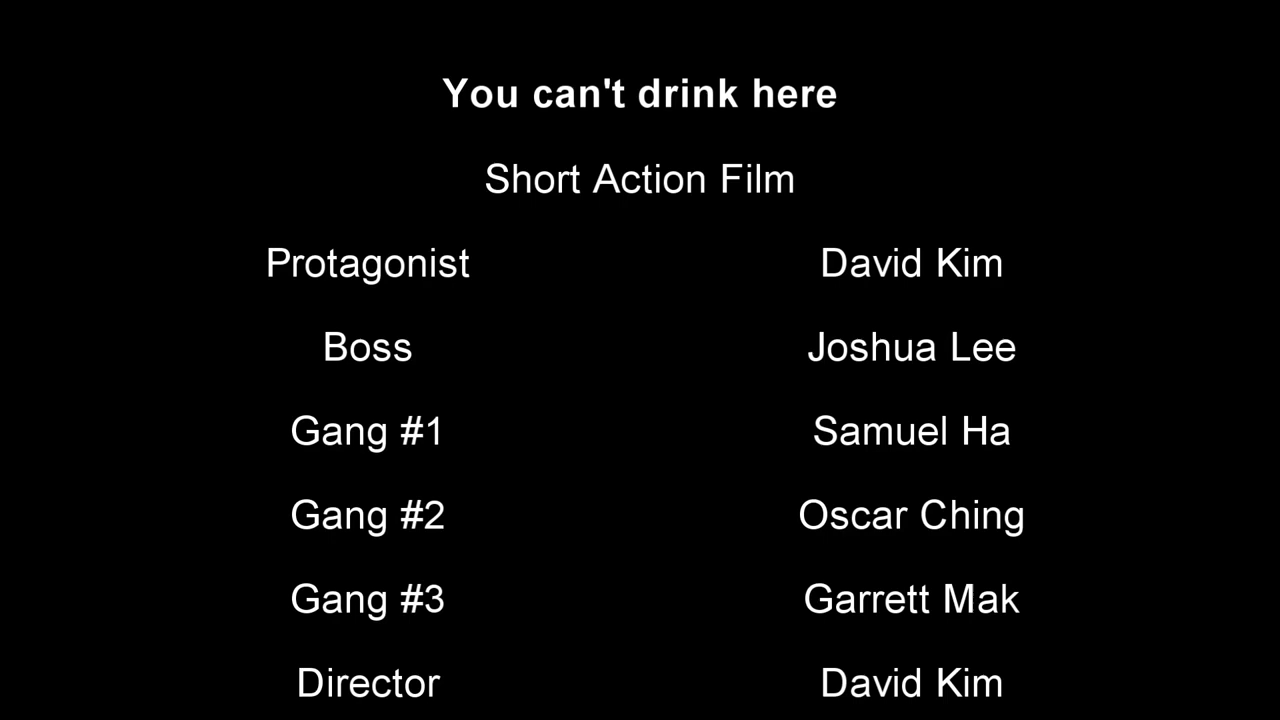 You can't drink here
Short Action Film
Protagonist David Kim
Boss Joshua Lee
Gang #1 Samuel Ha
Gang #2 Oscar Ching
Gang #3 Garrett Mak
Director David Kim